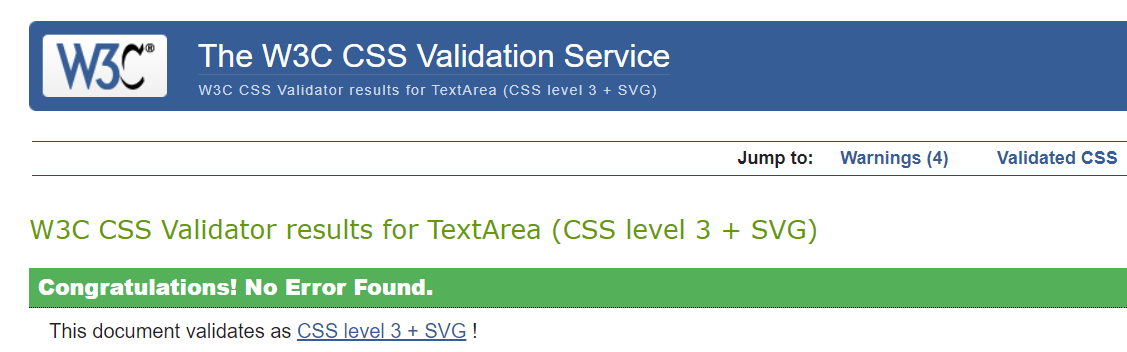 W3C®
The W3C CSS Validation Service
W3C CSS Validator results for TextArea (CSS level 3 + SVG)
Jump to: Warnings (4) Validated CSS
W3C CSS Validator results for TextArea (CSS level 3 + SVG)
Congratulations! No Error Found.
This document validates as CSS level 3 + SVG !